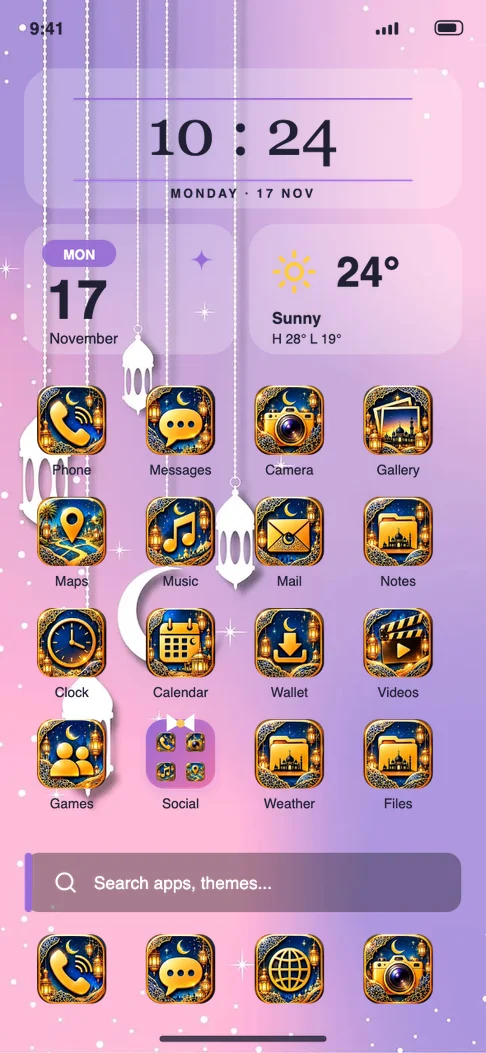 9:41
10 : 24
MONDAY · 17 NOV
MON
17
November
24°
Sunny
H 28° L 19°
Phone Messages Camera Gallery
Maps Music Mail Notes
Clock Calendar Wallet Videos
Games Social Weather Files
Search apps, themes...